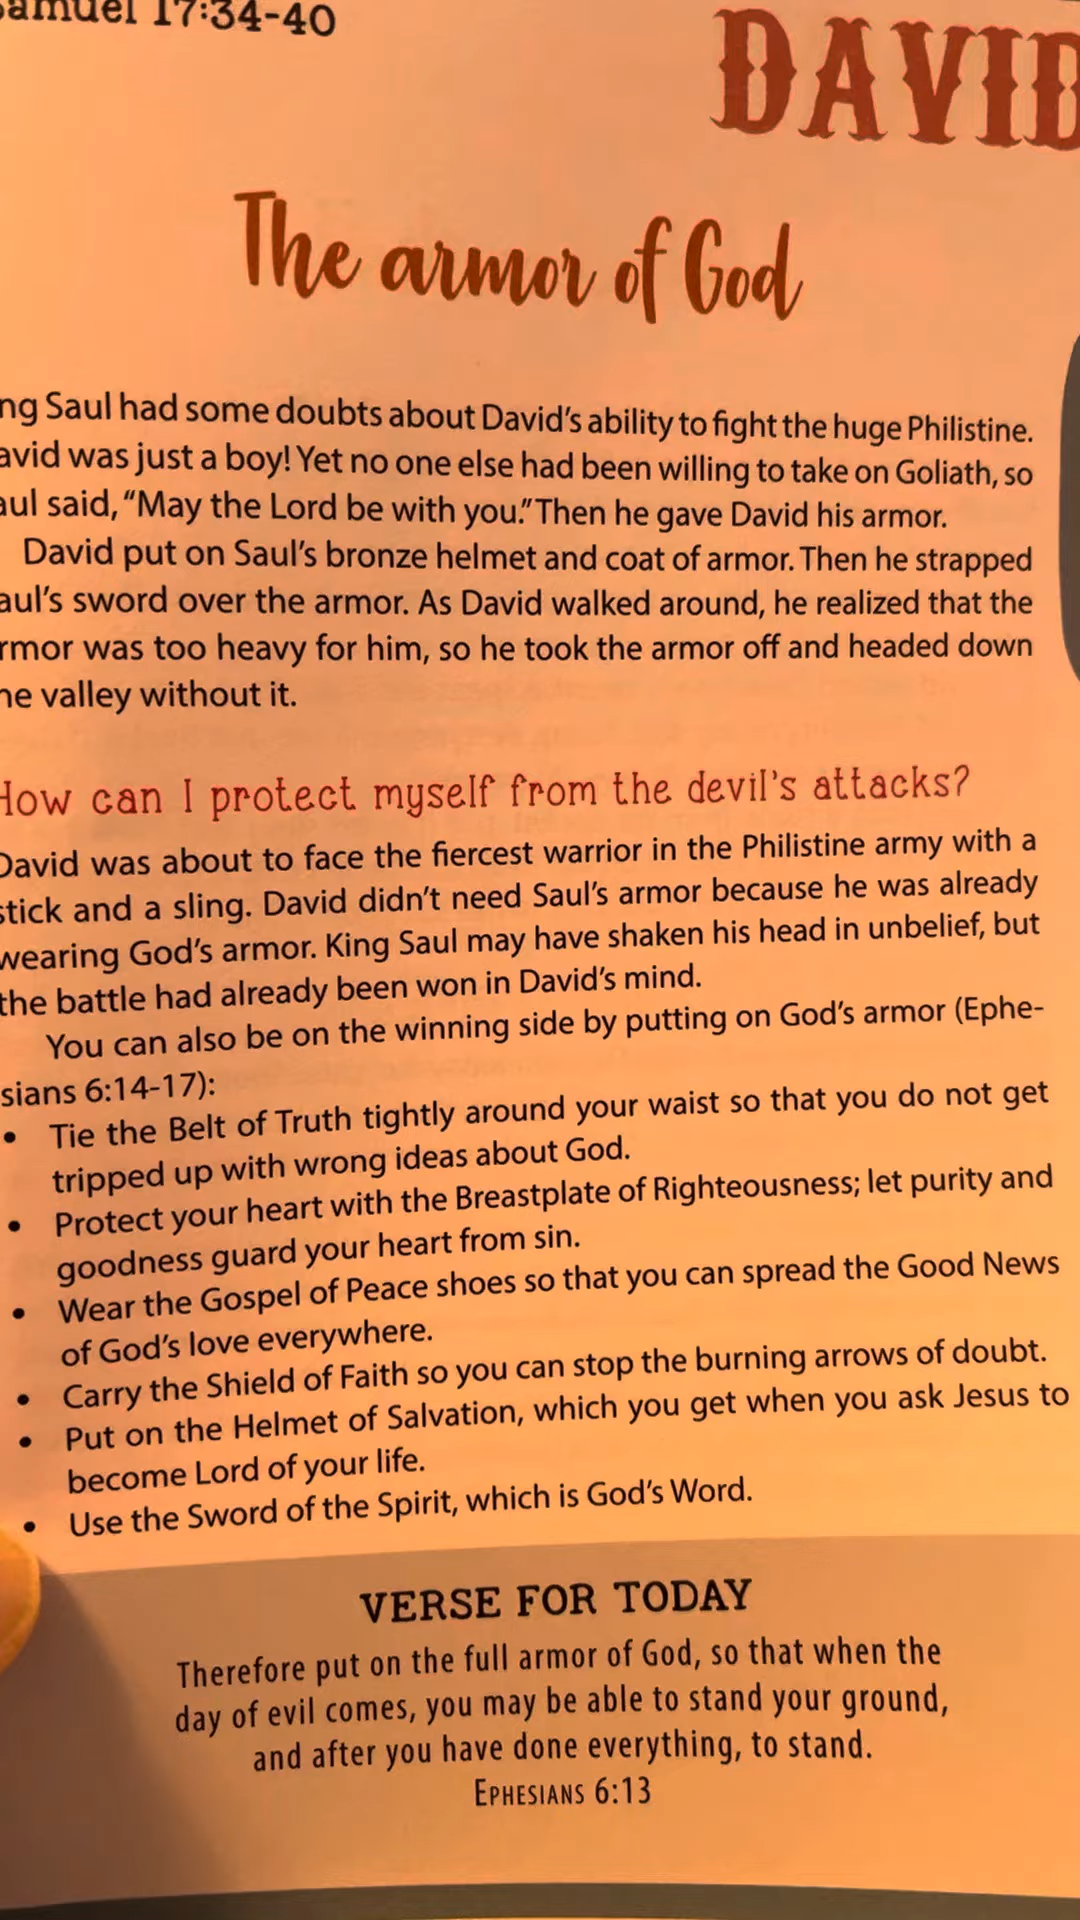 amuel 17:34-40
DAVID
The armor of God
ng Saul had some doubts about David's ability to fight the huge Philistine.
avid was just a boy! Yet no one else had been willing to take on Goliath, so
aul said, “May the Lord be with you.” Then he gave David his armor.
David put on Saul's bronze helmet and coat of armor. Then he strapped
aul's sword over the armor. As David walked around, he realized that the
rmor was too heavy for him, so he took the armor off and headed down
he valley without it.
How can I protect myself from the devil's attacks?
David was about to face the fiercest warrior in the Philistine army with a
stick and a sling. David didn't need Saul's armor because he was already
wearing God's armor. King Saul may have shaken his head in unbelief, but
the battle had already been won in David's mind.
You can also be on the winning side by putting on God's armor (Ephe-
sians 6:14-17):
• Tie the Belt of Truth tightly around your waist so that you do not get
tripped up with wrong ideas about God.
• Protect your heart with the Breastplate of Righteousness; let purity and
goodness guard your heart from sin.
• Wear the Gospel of Peace shoes so that you can spread the Good News
of God's love everywhere.
• Carry the Shield of Faith so you can stop the burning arrows of doubt.
• Put on the Helmet of Salvation, which you get when you ask Jesus to
become Lord of your life.
• Use the Sword of the Spirit, which is God's Word.
VERSE FOR TODAY
Therefore put on the full armor of God, so that when the
day of evil comes, you may be able to stand your ground,
and after you have done everything, to stand.
EPHESIANS 6:13